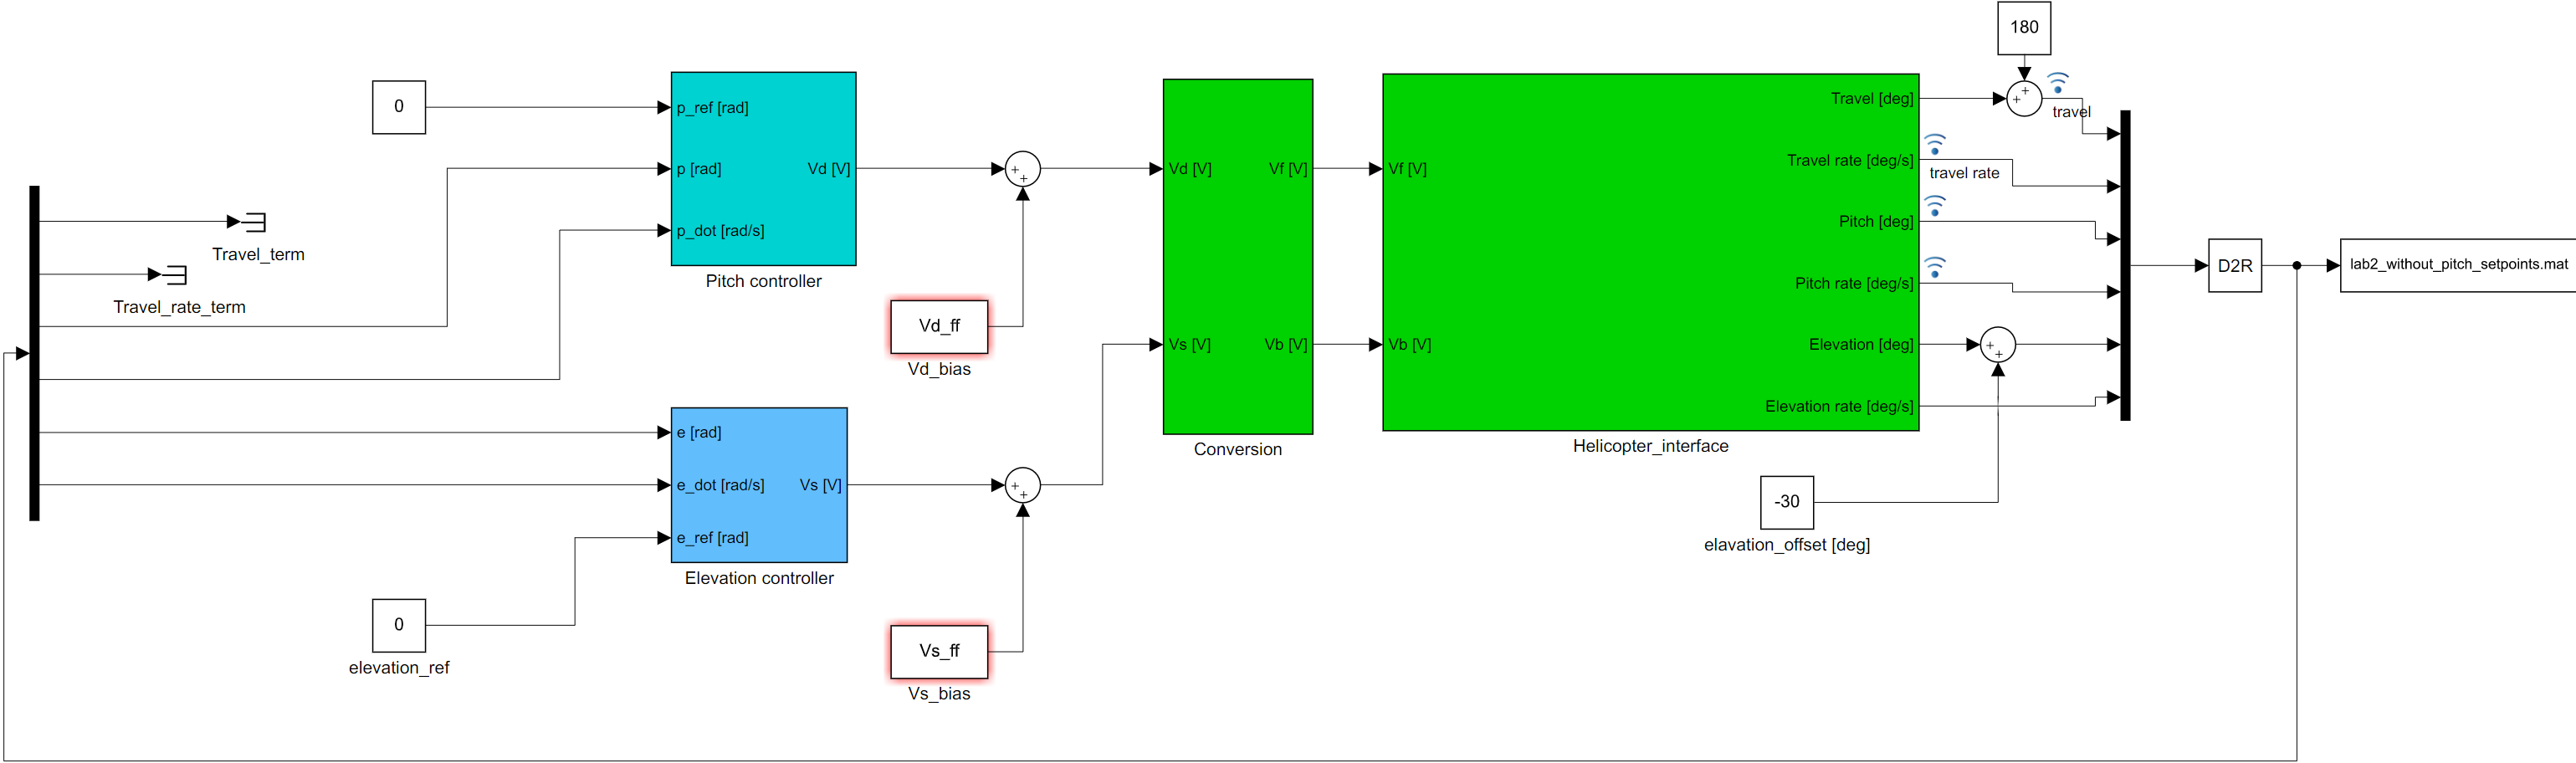 180
travel
0
p_ref [rad]
p [rad]
Vd [V]
p_dot [rad/s]
Pitch controller
Travel_term
Travel_rate_term
Vd_ff
Vd_bias
+
+
Vd [V]
Vf [V]
Vs [V]
Vb [V]
Conversion
Vf [V]
Vb [V]
Travel [deg]
Travel rate [deg/s]
Pitch [deg]
Pitch rate [deg/s]
Elevation [deg]
Elevation rate [deg/s]
Helicopter_interface
+
+
travel rate
+
+
-30
elavation_offset [deg]
D2R
lab2_without_pitch_setpoints.mat
e [rad]
e_dot [rad/s]
Vs [V]
e_ref [rad]
Elevation controller
+
+
0
elevation_ref
Vs_ff
Vs_bias